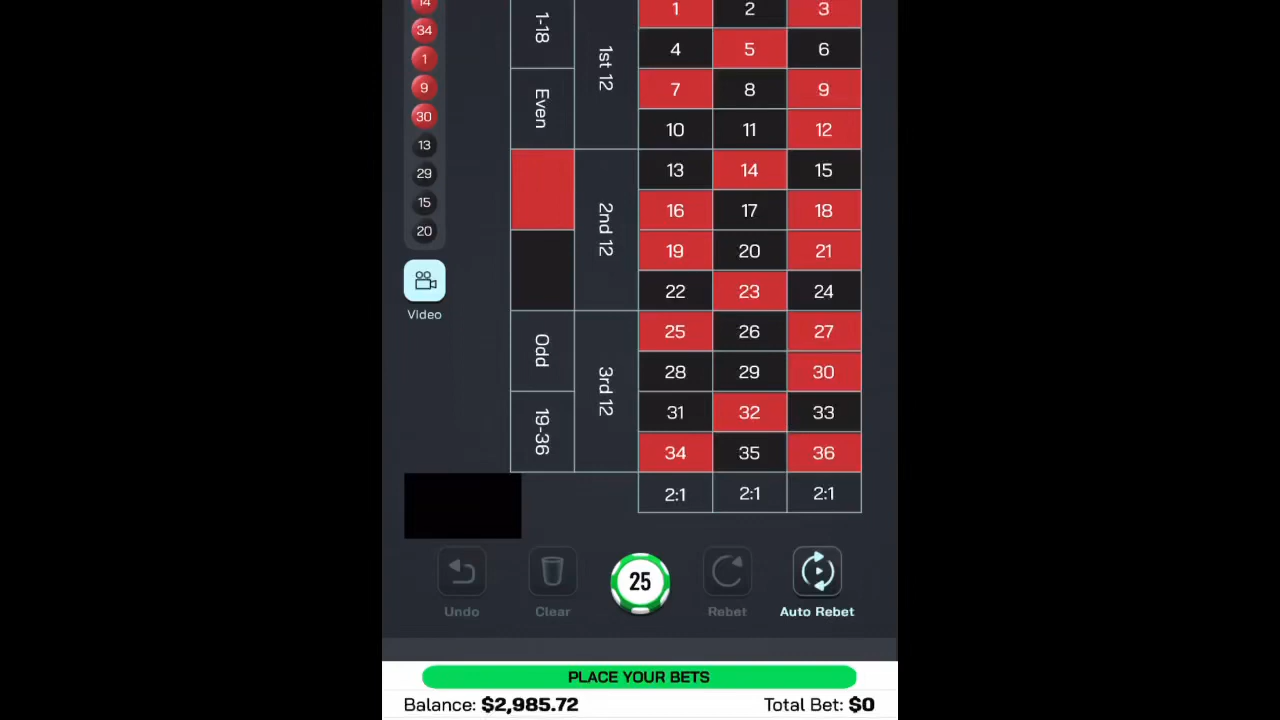 14
34
1
9
30
13
29
15
20
Video
1-18
Even
Odd
19-36
1st 12
2nd 12
3rd 12
1 2 3
4 5 6
7 8 9
10 11 12
13 14 15
16 17 18
19 20 21
22 23 24
25 26 27
28 29 30
31 32 33
34 35 36
2:1 2:1 2:1
25
Undo Clear Rebet Auto Rebet
PLACE YOUR BETS
Balance: $2,985.72 Total Bet: $0